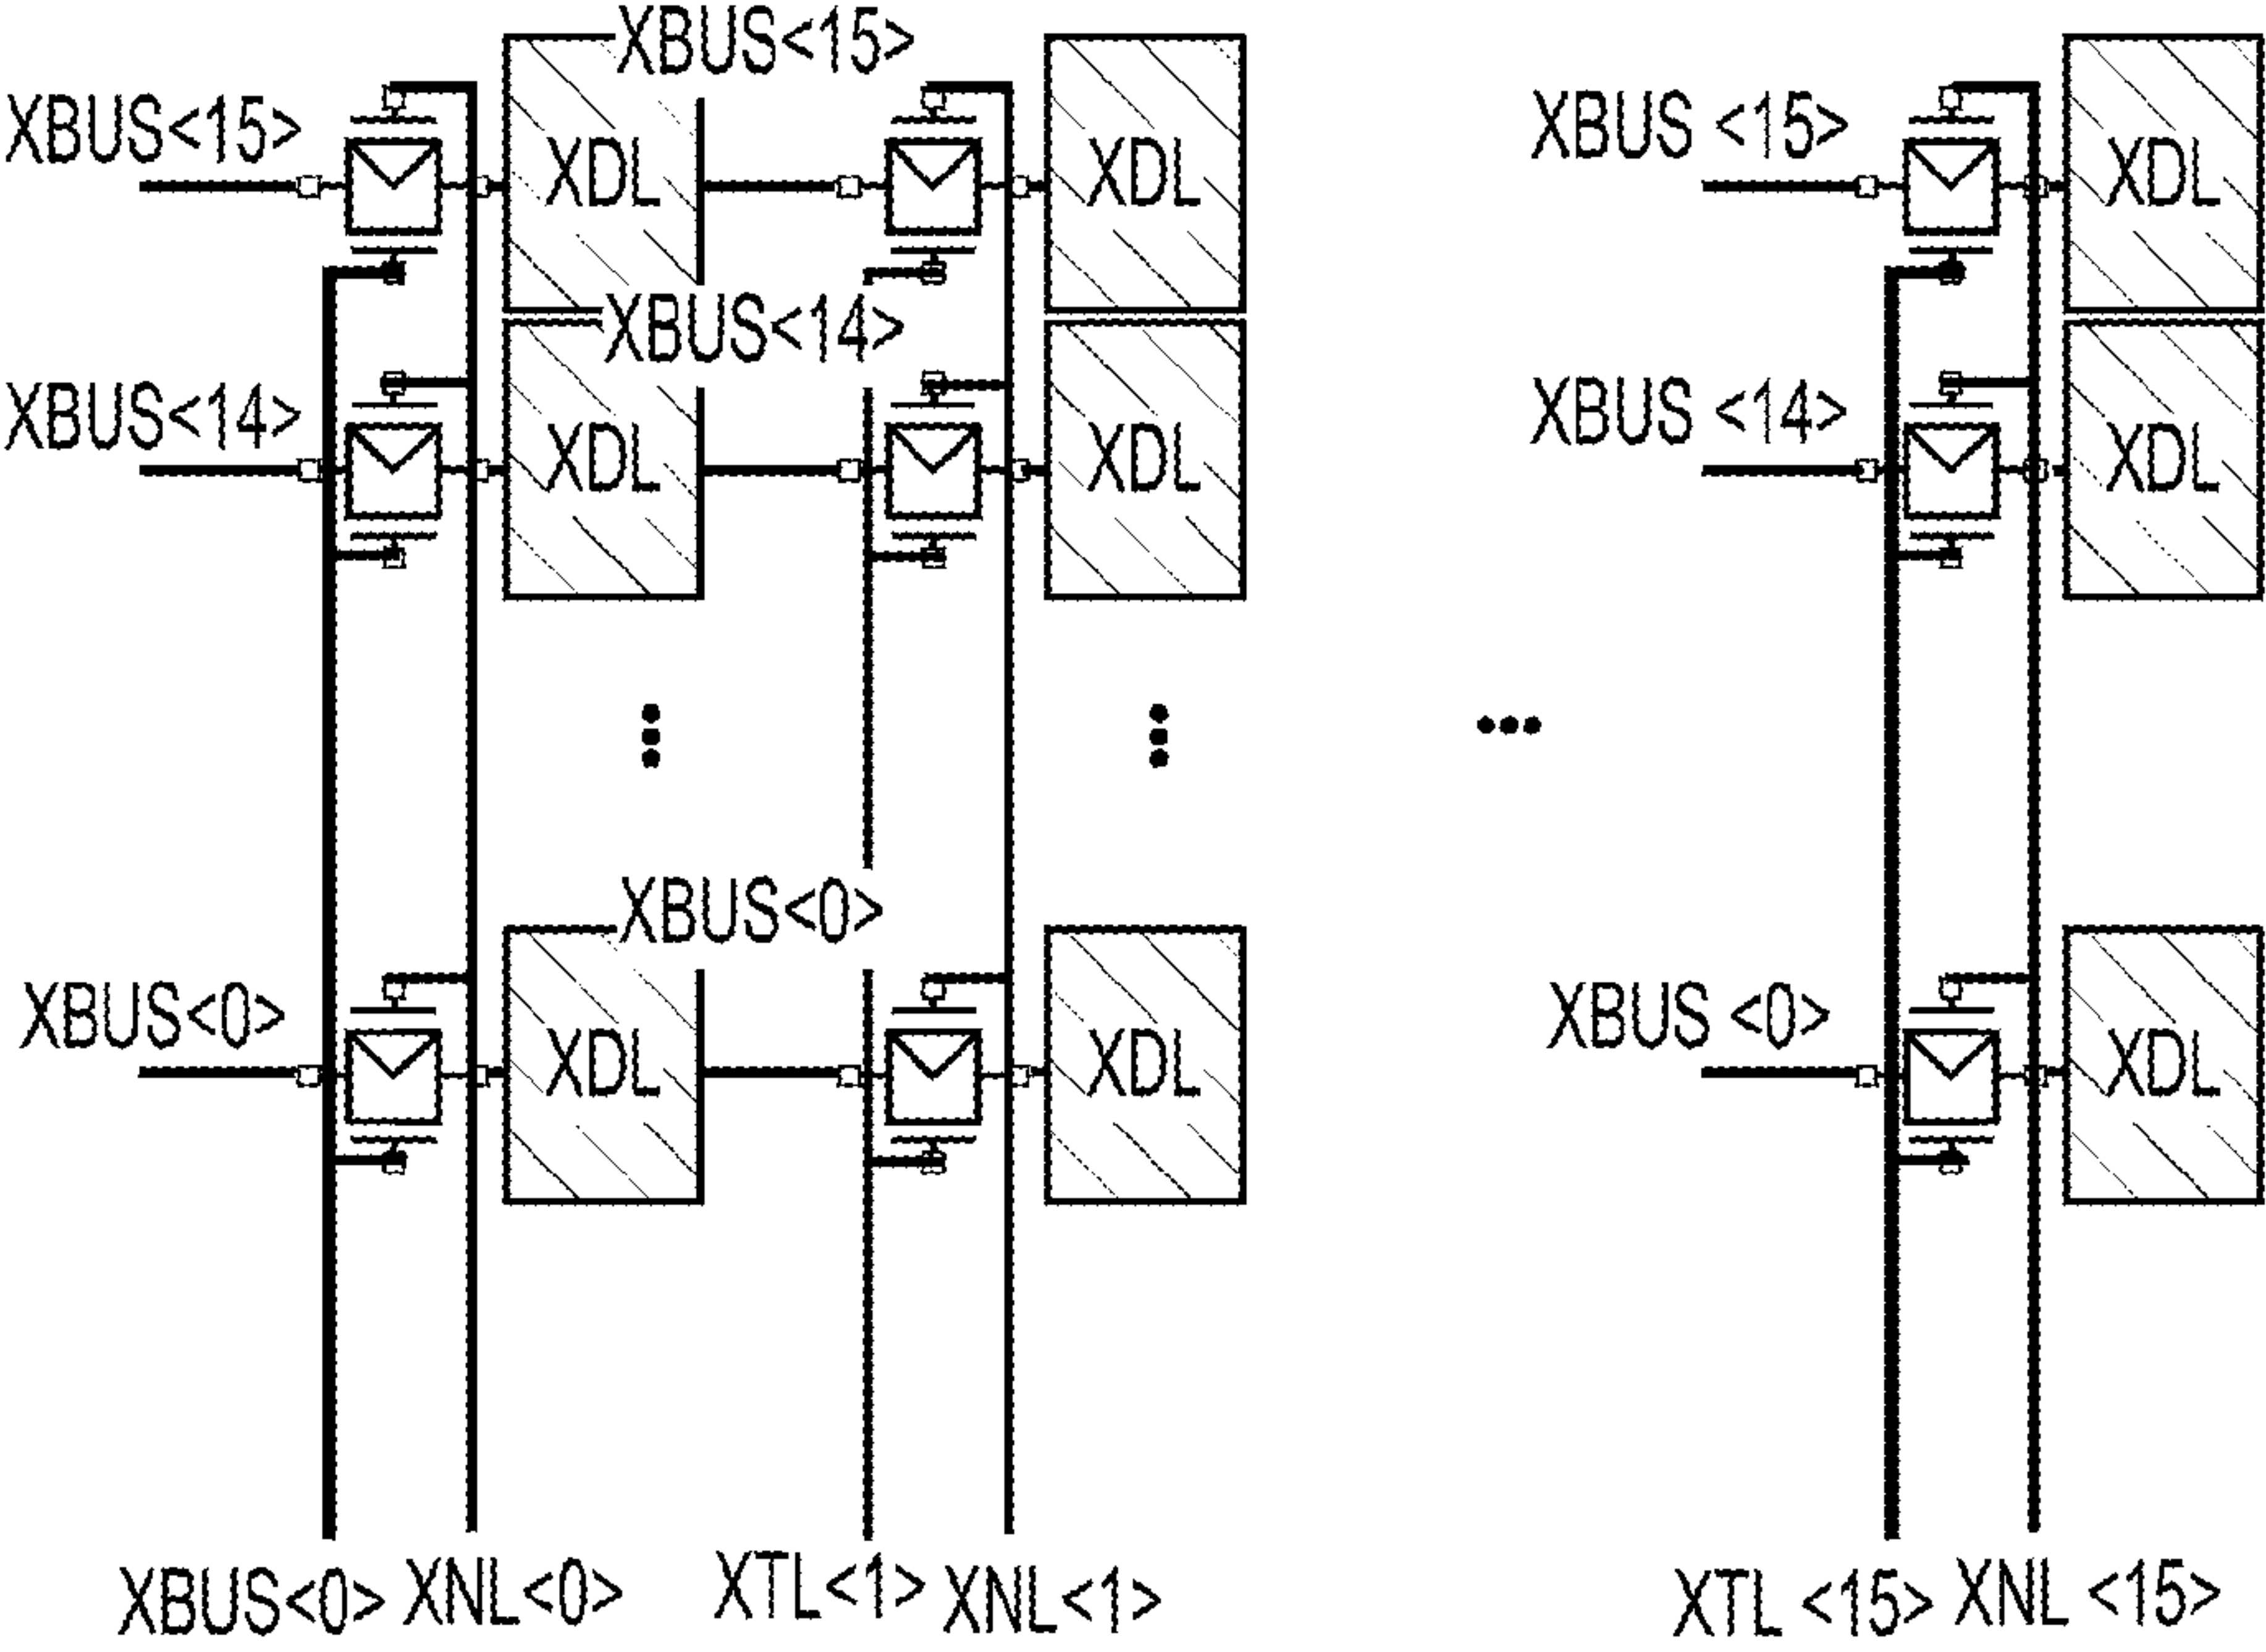 XBUS<15>
XBUS<15>
XBUS <15>
XDL
XDL
XDL
XBUS<14>
XBUS<14>
XBUS <14>
XDL
XDL
XDL
XBUS<0>
XBUS<0>
XBUS <0>
XDL
XDL
XDL
XBUS<0> XNL<0> XTL<1> XNL<1> XTL <15> XNL <15>